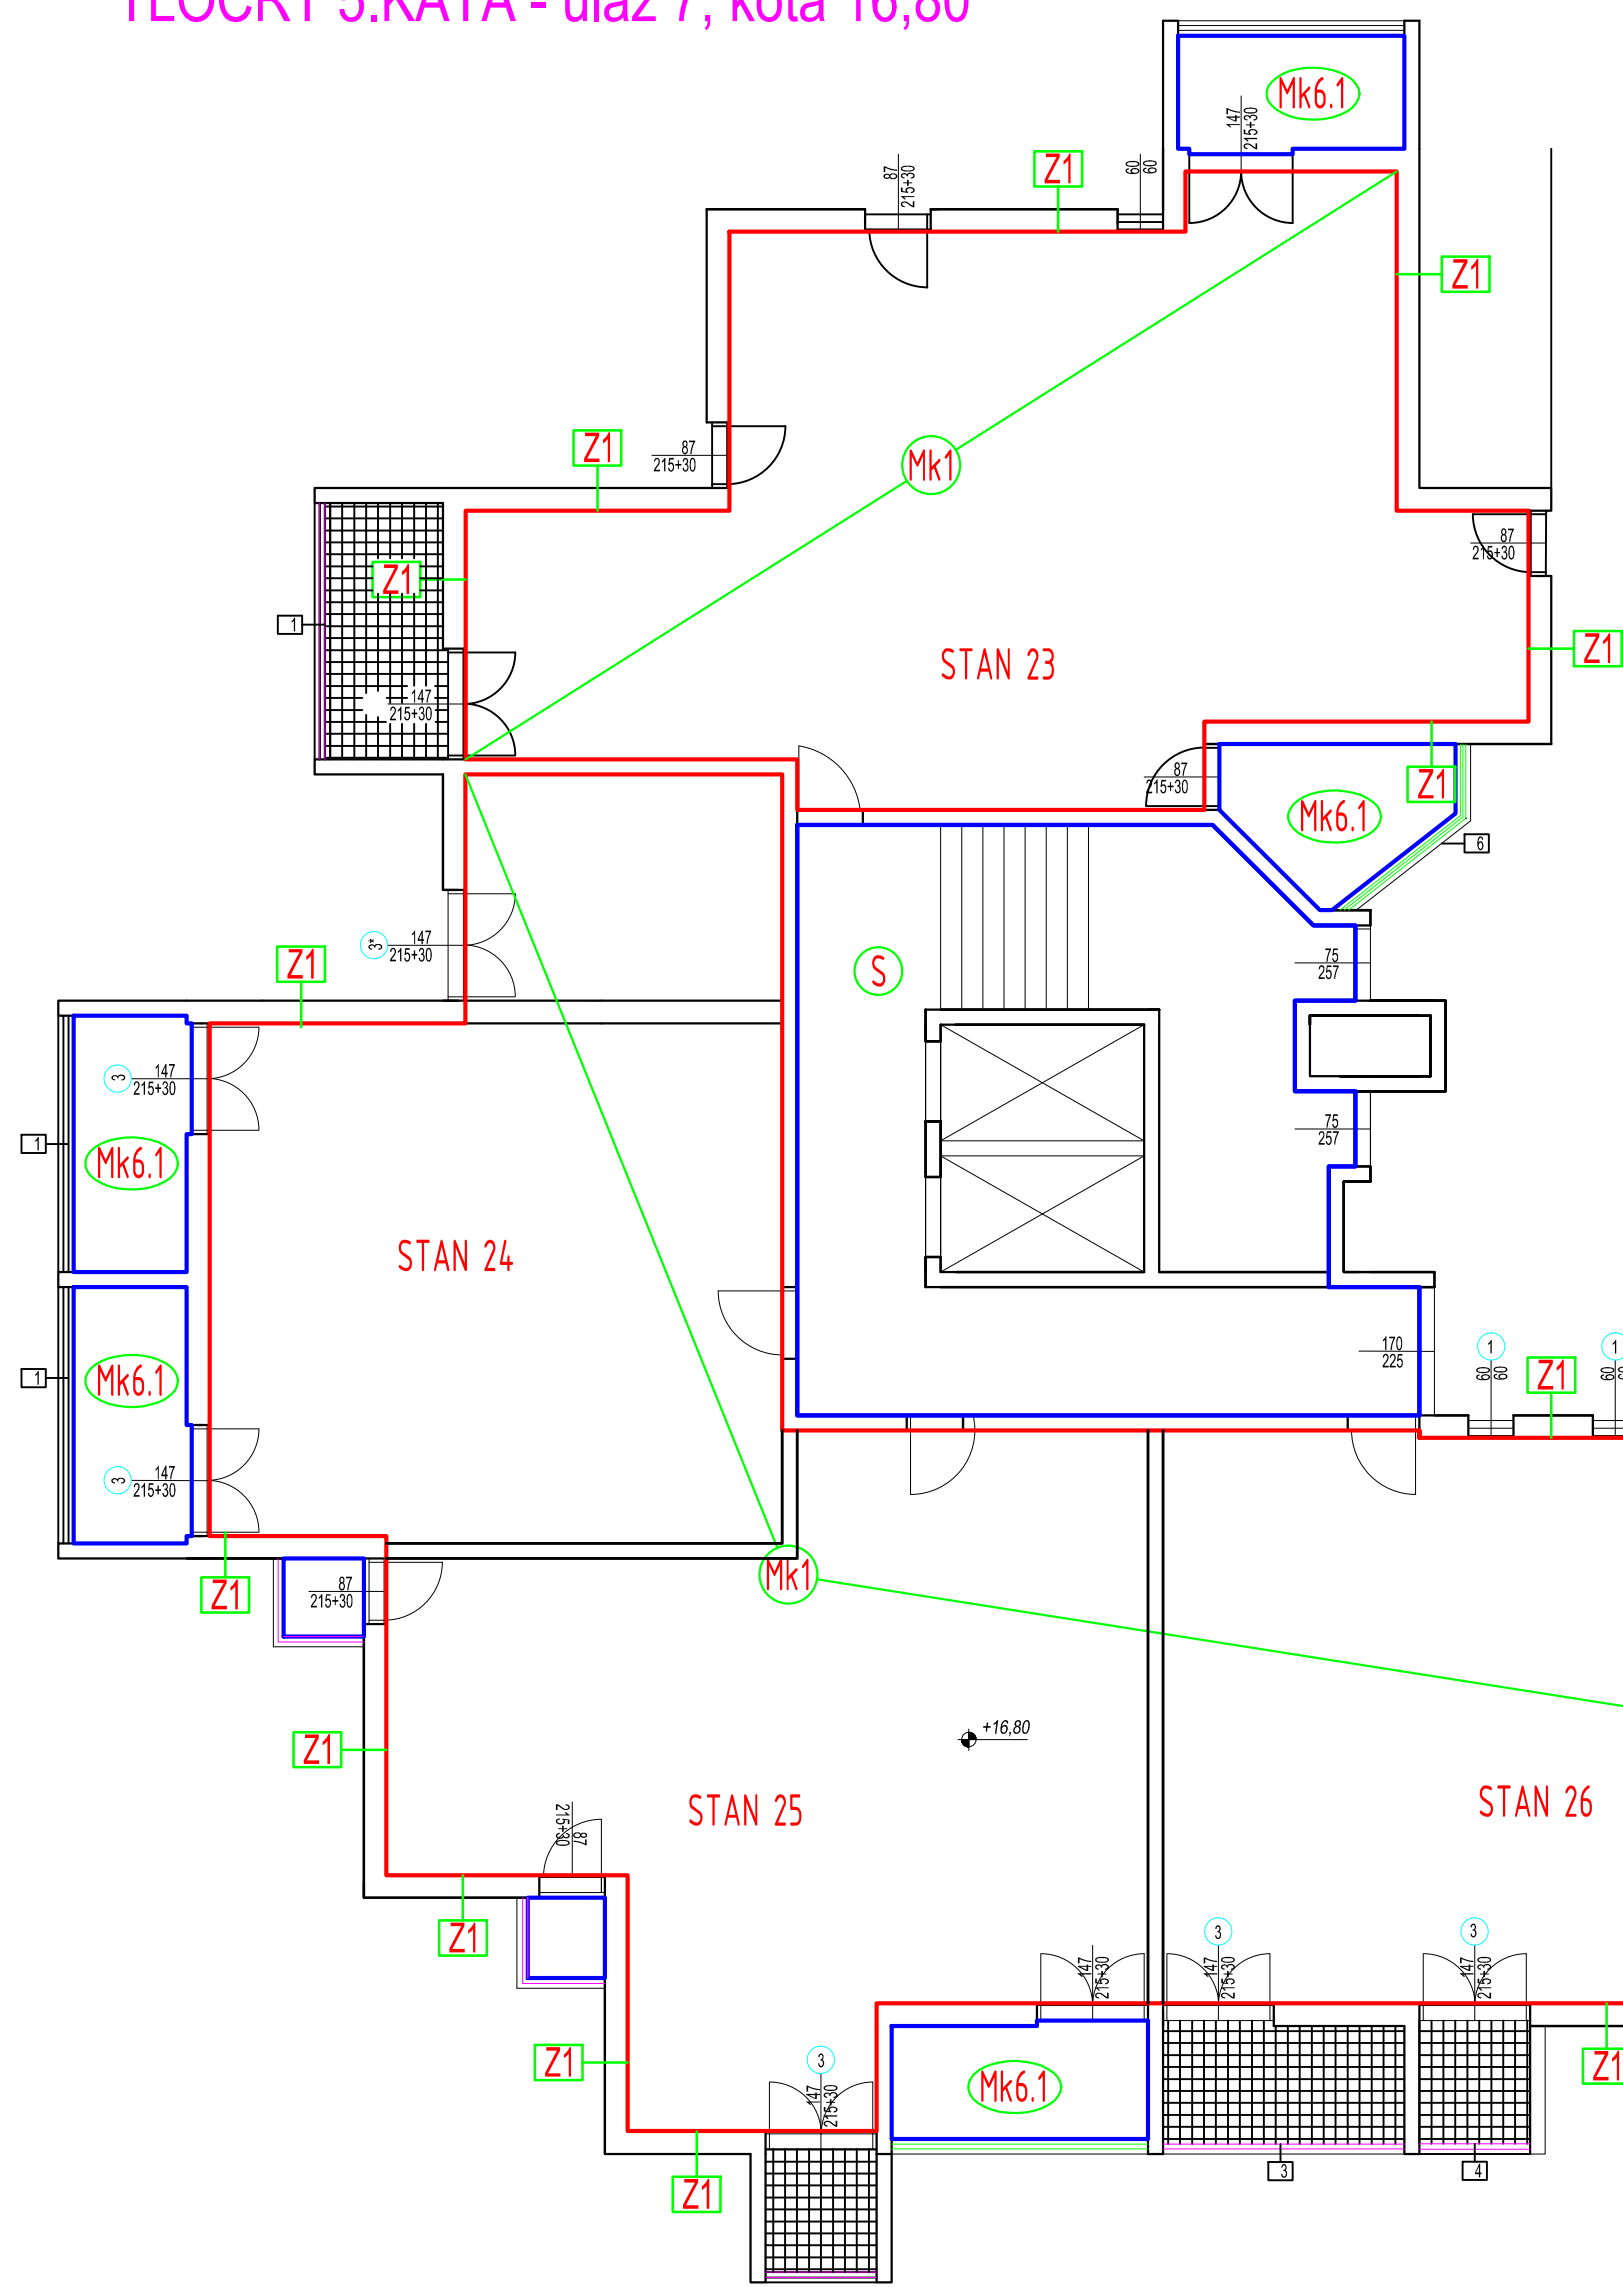 TLOCRT 5.KATA - ulaz 7, kota 16,80
Mk6.1
147
215+30
Z1
87
215+30
60
60
Z1
Z1
87
215+30
Mk1
87
215+30
Z1
1
STAN 23
Z1
147
215+30
87
215+30
Z1
Mk6.1
6
3*
147
215+30
Z1
S
75
257
3
147
215+30
75
257
1
Mk6.1
STAN 24
170
225
1
60
60
1
60
60
Z1
1
Mk6.1
3
147
215+30
Z1
87
215+30
Mk1
Z1
+16,80
STAN 25
STAN 26
215+30
87
Z1
147
215+30
3
147
215+30
3
147
215+30
Z1
3
147
215+30
Mk6.1
Z1
3
4
Z1